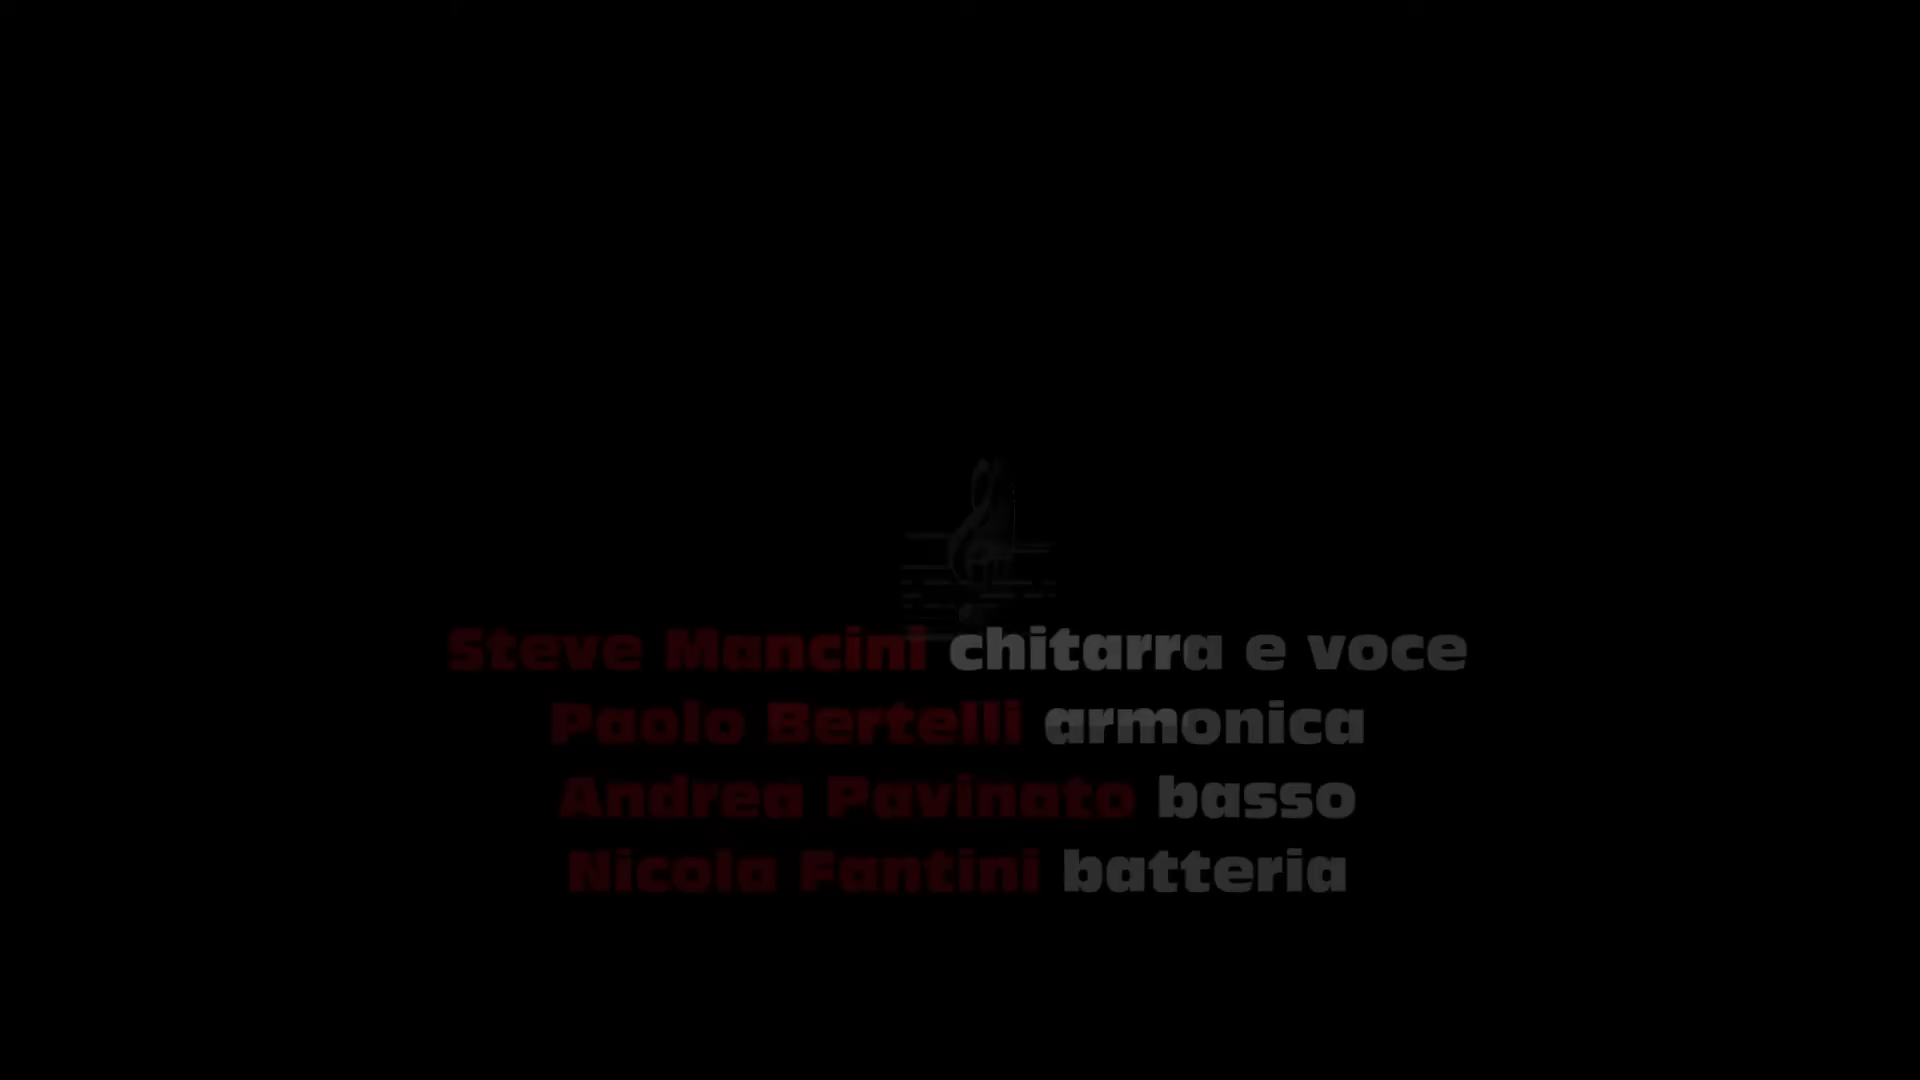 Steve Mancini chitarra e voce
Paolo Bertelli armonica
Andrea Pavinato basso
Nicola Fantini batteria